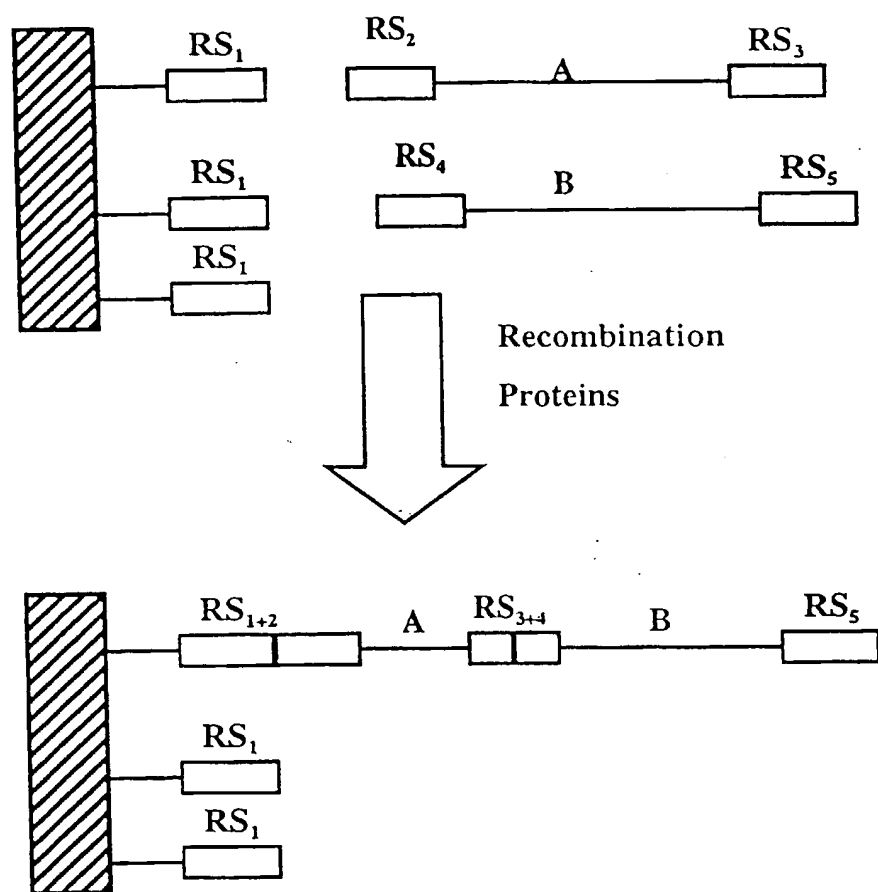 RS₁ RS₂ A RS₃
RS₁ RS₄ B RS₅
RS₁
Recombination
Proteins
RS₁₊₂ A RS₃₊₄ B RS₅
RS₁
RS₁